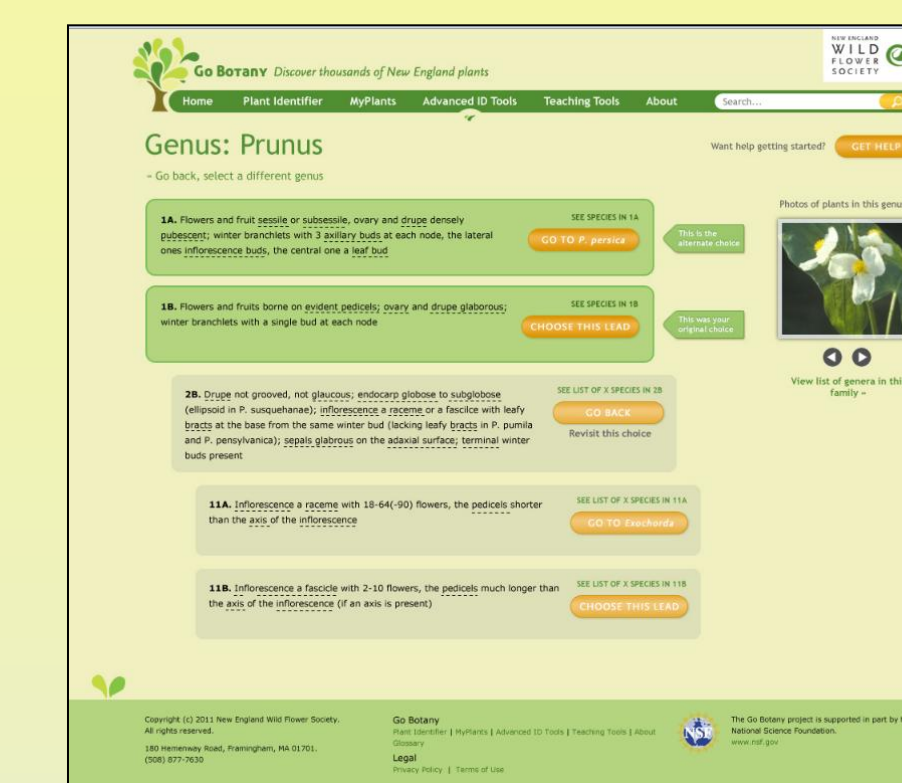 NEW ENGLAND
WILD
FLOWER
SOCIETY
Go Botany Discover thousands of New England plants
Home Plant Identifier MyPlants Advanced ID Tools Teaching Tools About Search...
Genus: Prunus
Want help getting started? GET HELP
~ Go back, select a different genus
Photos of plants in this genu
1A. Flowers and fruit sessile or subsessile, ovary and drupe densely
pubescent; winter branchlets with 3 axillary buds at each node, the lateral
ones inflorescence buds, the central one a leaf bud
SEE SPECIES IN 1A
GO TO P. persica
This is the
alternate choice
1B. Flowers and fruits borne on evident pedicels; ovary and drupe glaborous;
winter branchlets with a single bud at each node
SEE SPECIES IN 1B
CHOOSE THIS LEAD
This was your
original choice
View list of genera in this
family ~
2B. Drupe not grooved, not glaucous; endocarp globose to subglobose
(ellipsoid in P. susquehanae); inflorescence a raceme or a fascilce with leafy
bracts at the base from the same winter bud (lacking leafy bracts in P. pumila
and P. pensylvanica); sepals glabrous on the adaxial surface; terminal winter
buds present
SEE LIST OF X SPECIES IN 2B
GO BACK
Revisit this choice
11A. Inflorescence a raceme with 18-64(-90) flowers, the pedicels shorter
than the axis of the inflorescence
SEE LIST OF X SPECIES IN 11A
GO TO Exochorda
11B. Inflorescence a fascicle with 2-10 flowers, the pedicels much longer than
the axis of the inflorescence (if an axis is present)
SEE LIST OF X SPECIES IN 11B
CHOOSE THIS LEAD
Copyright (c) 2011 New England Wild Flower Society.
All rights reserved.
180 Hemenway Road, Framingham, MA 01701.
(508) 877-7630
Go Botany
Plant Identifier | MyPlants | Advanced ID Tools | Teaching Tools | About
Glossary
Legal
Privacy Policy | Terms of Use
NSF
The Go Botany project is supported in part by
National Science Foundation.
www.nsf.gov